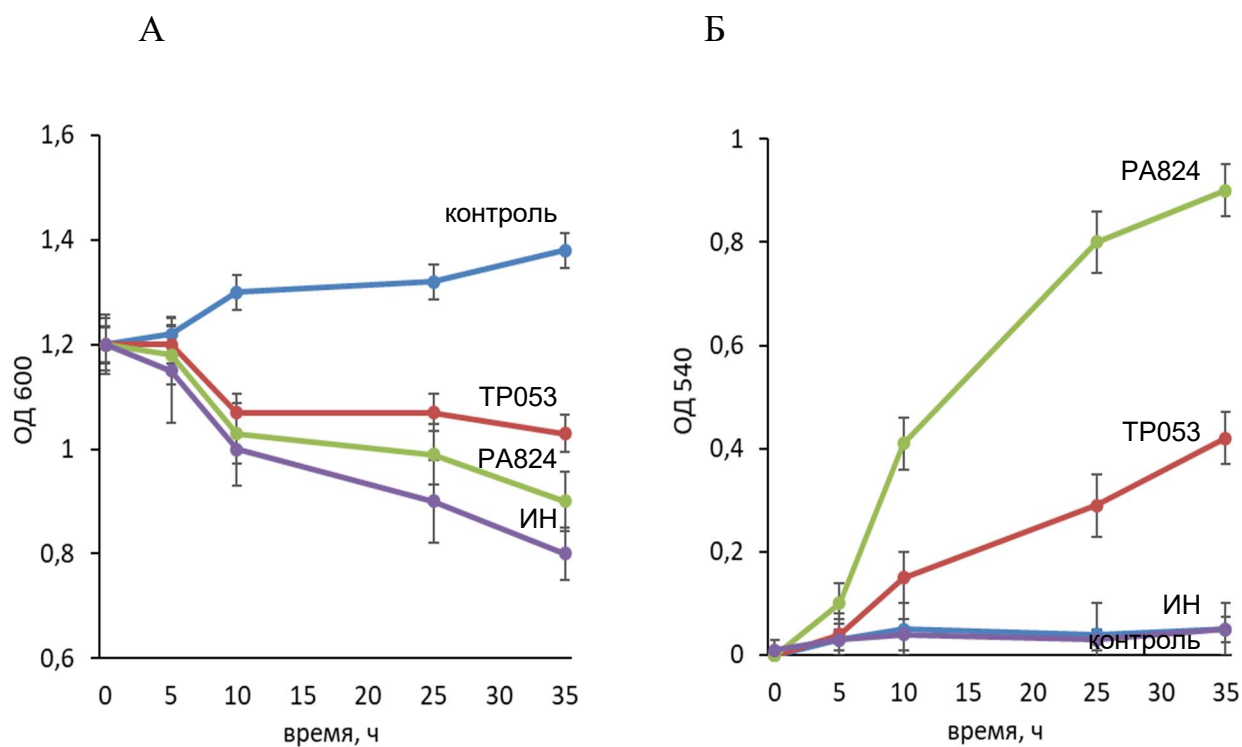 А
Б
1,6
1,4
1,2
1
0,8
0,6
ОД 600
контроль
ТР053
РА824
ИН
0 5 10 15 20 25 30 35
время, ч
1
0,8
0,6
0,4
0,2
0
ОД 540
РА824
ТР053
ИН
контроль
0 5 10 15 20 25 30 35
время, ч